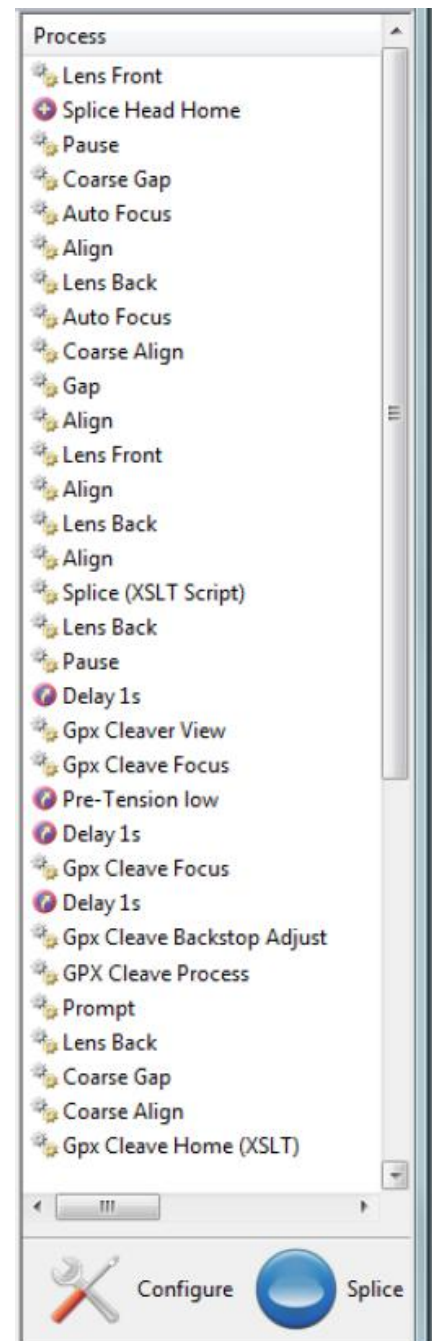 Process
Lens Front
Splice Head Home
Pause
Coarse Gap
Auto Focus
Align
Lens Back
Auto Focus
Coarse Align
Gap
Align
Lens Front
Align
Lens Back
Align
Splice (XSLT Script)
Lens Back
Pause
Delay 1s
Gpx Cleaver View
Gpx Cleave Focus
Pre-Tension low
Delay 1s
Gpx Cleave Focus
Delay 1s
Gpx Cleave Backstop Adjust
GPX Cleave Process
Prompt
Lens Back
Coarse Gap
Coarse Align
Gpx Cleave Home (XSLT)
Configure Splice